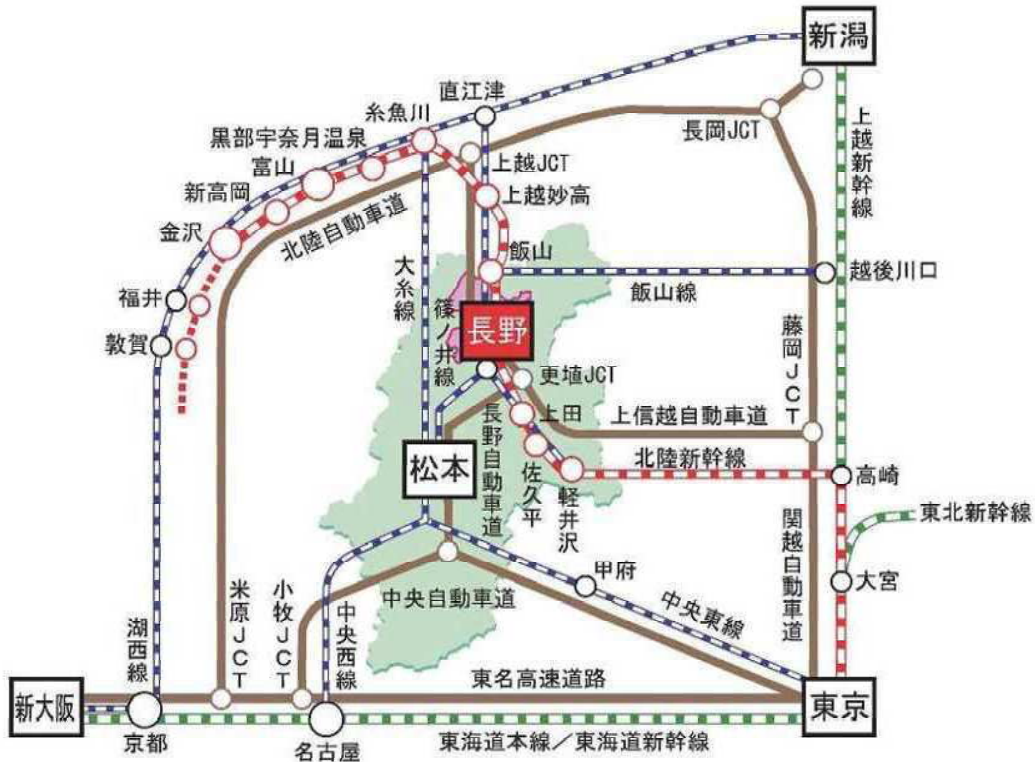 新潟
直江津
糸魚川
黒部宇奈月温泉
富山
新高岡
金沢
北陸自動車道
上越JCT
上越妙高
長岡JCT
上越新幹線
飯山
飯山線
越後川口
福井
敦賀
大糸線
篠ノ井線
長野
更埴JCT
上田
上信越自動車道
藤岡JCT
松本
長野自動車道
佐久平
軽井沢
北陸新幹線
高崎
東北新幹線
関越自動車道
大宮
甲府
中央自動車道
中央東線
湖西線
米原JCT
小牧JCT
中央西線
東名高速道路
新大阪
京都
名古屋
東海道本線／東海道新幹線
東京